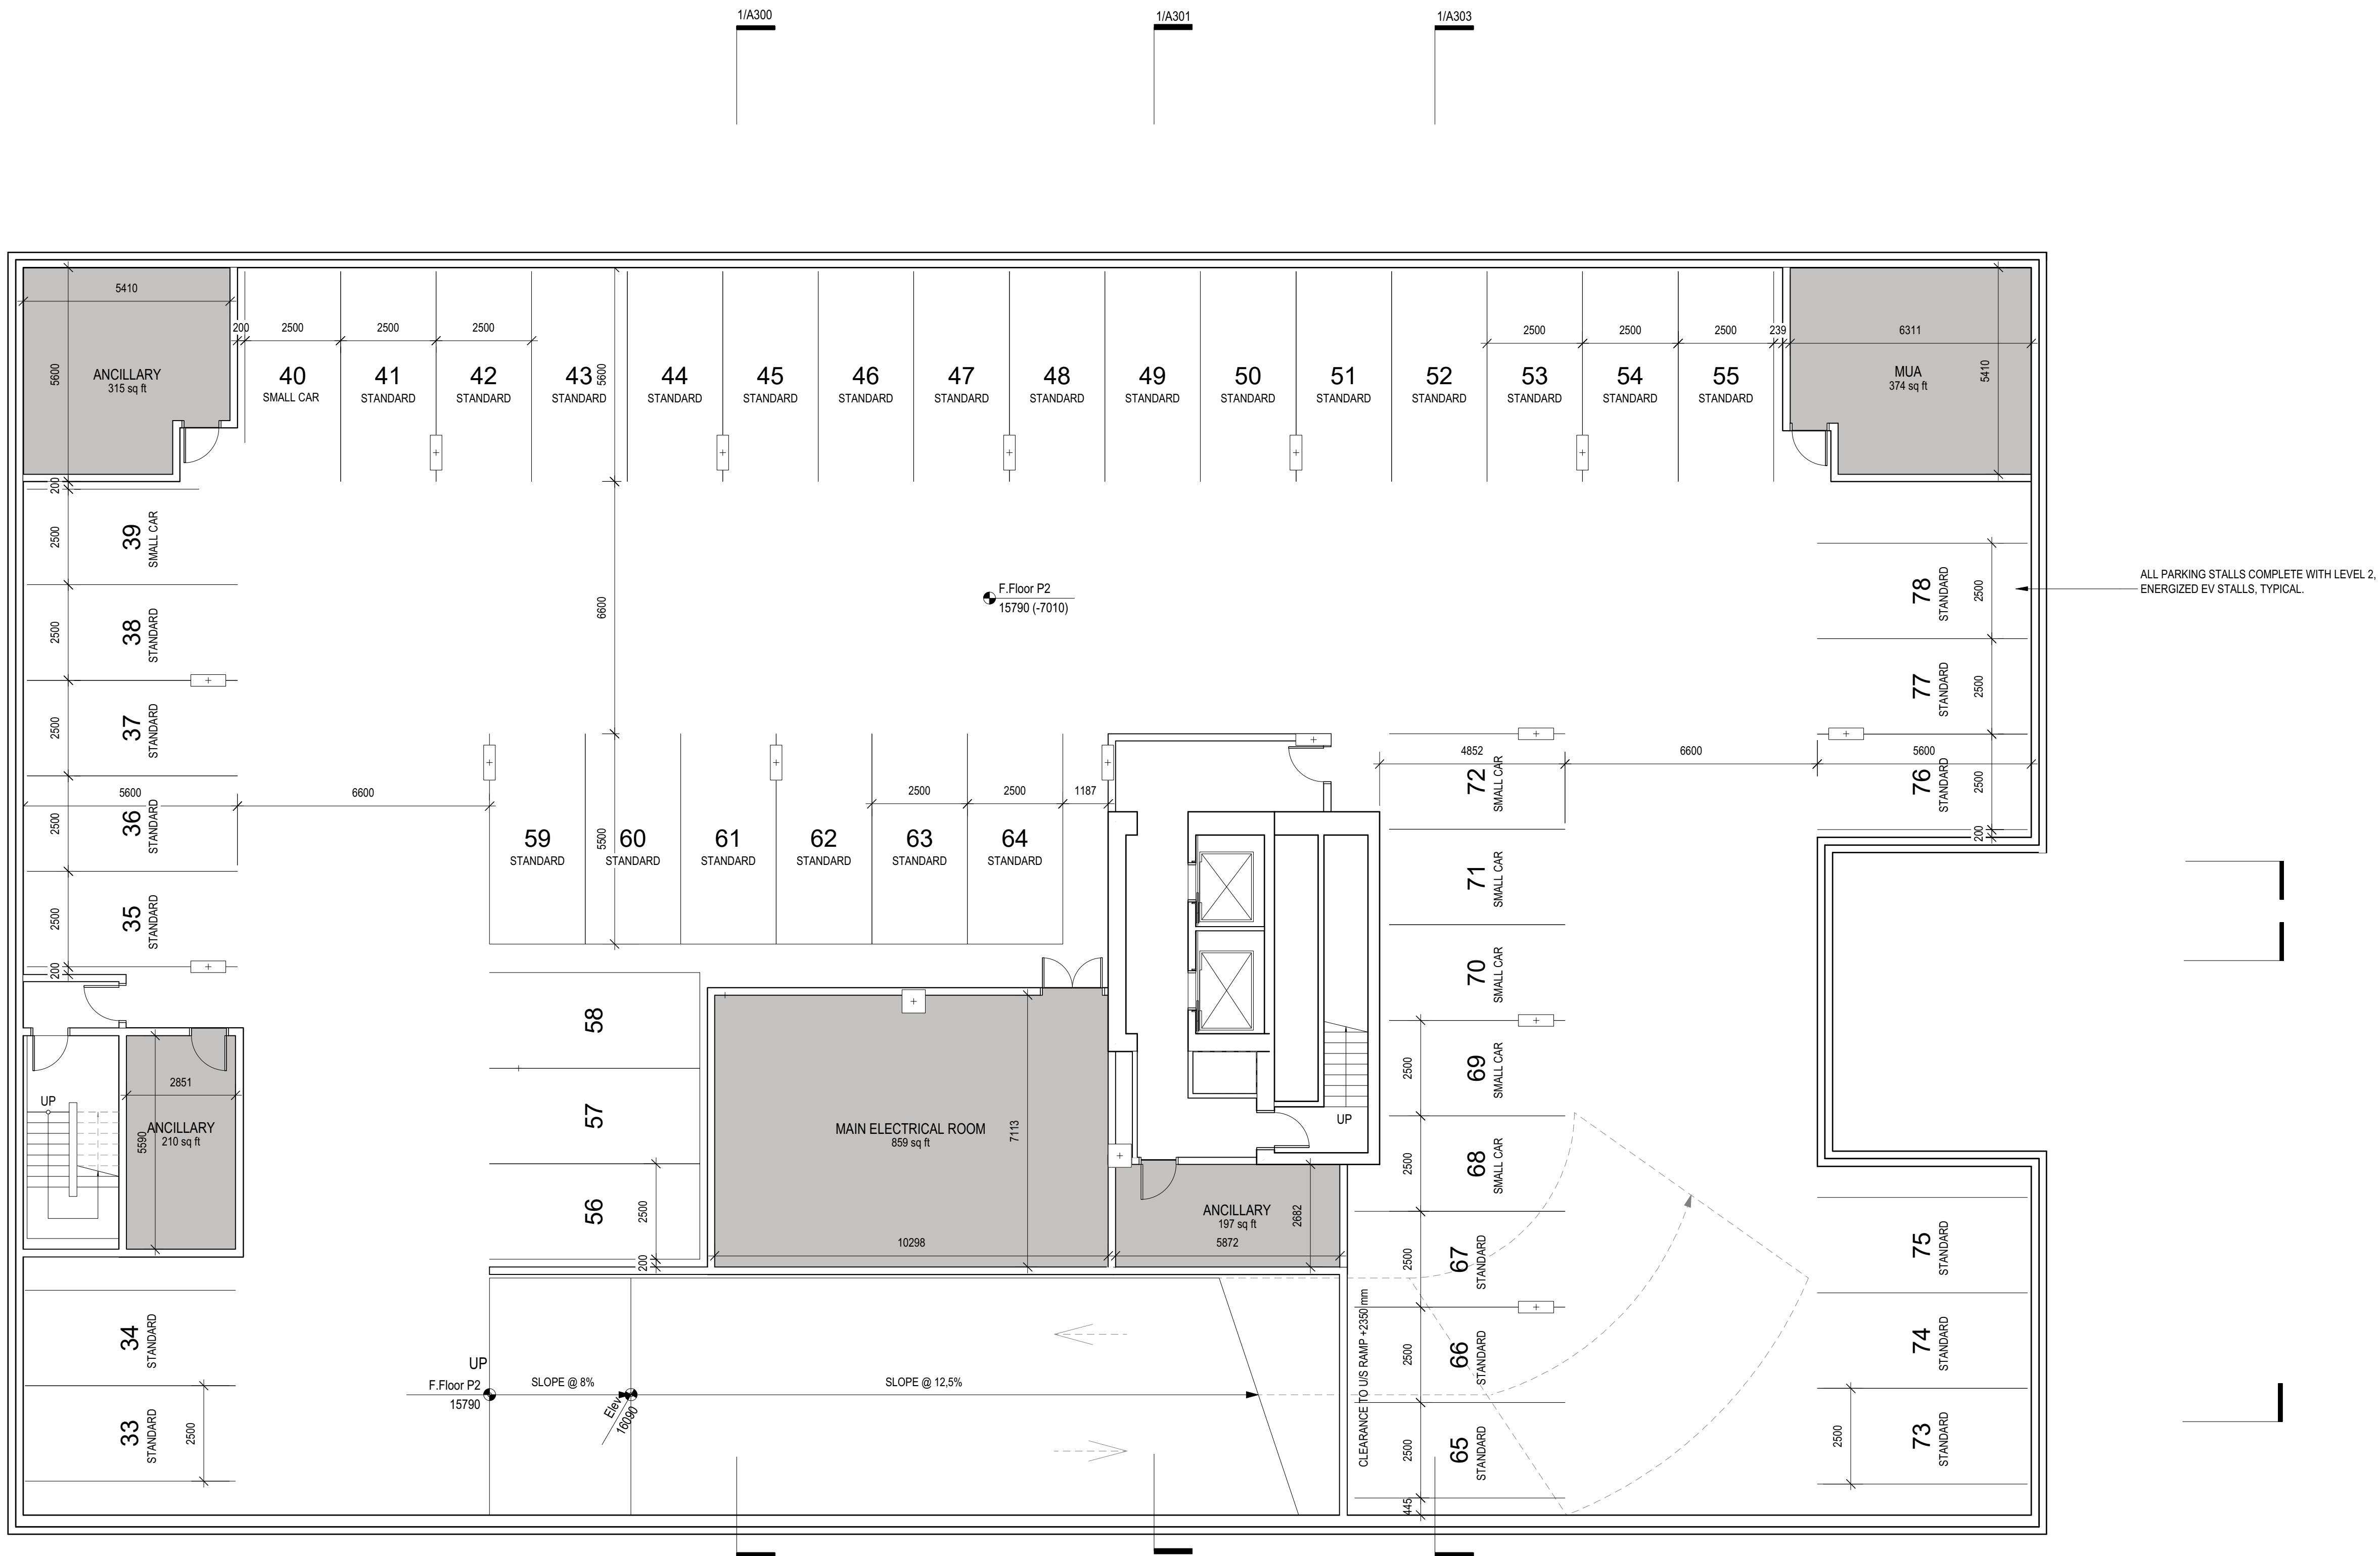 1/A300
1/A301
1/A303
5410
5600
ANCILLARY
315 sq ft
200
2500
2500
2500
5600
2500
2500
2500
239
6311
5410
MUA
374 sq ft
40
SMALL CAR
41
STANDARD
42
STANDARD
43
STANDARD
44
STANDARD
45
STANDARD
46
STANDARD
47
STANDARD
48
STANDARD
49
STANDARD
50
STANDARD
51
STANDARD
52
STANDARD
53
STANDARD
54
STANDARD
55
STANDARD
200
2500
39
SMALL CAR
2500
38
STANDARD
2500
37
STANDARD
2500
36
STANDARD
2500
35
STANDARD
200
5600
6600
6600
F.Floor P2
15790 (-7010)
78
STANDARD
2500
77
STANDARD
2500
76
STANDARD
2500
200
ALL PARKING STALLS COMPLETE WITH LEVEL 2,
ENERGIZED EV STALLS, TYPICAL.
4852
6600
5600
2500
2500
1187
5500
59
STANDARD
60
STANDARD
61
STANDARD
62
STANDARD
63
STANDARD
64
STANDARD
72
SMALL CAR
71
SMALL CAR
70
SMALL CAR
69
SMALL CAR
2500
68
SMALL CAR
2500
67
STANDARD
2500
66
STANDARD
2500
65
STANDARD
2500
445
58
57
56
2500
200
MAIN ELECTRICAL ROOM
859 sq ft
7113
10298
UP
ANCILLARY
197 sq ft
2682
5872
UP
2851
5590
ANCILLARY
210 sq ft
34
STANDARD
33
STANDARD
2500
UP
F.Floor P2
15790
SLOPE @ 8%
Elev
16090
SLOPE @ 12,5%
CLEARANCE TO U/S RAMP +2350 mm
75
STANDARD
74
STANDARD
73
STANDARD
2500